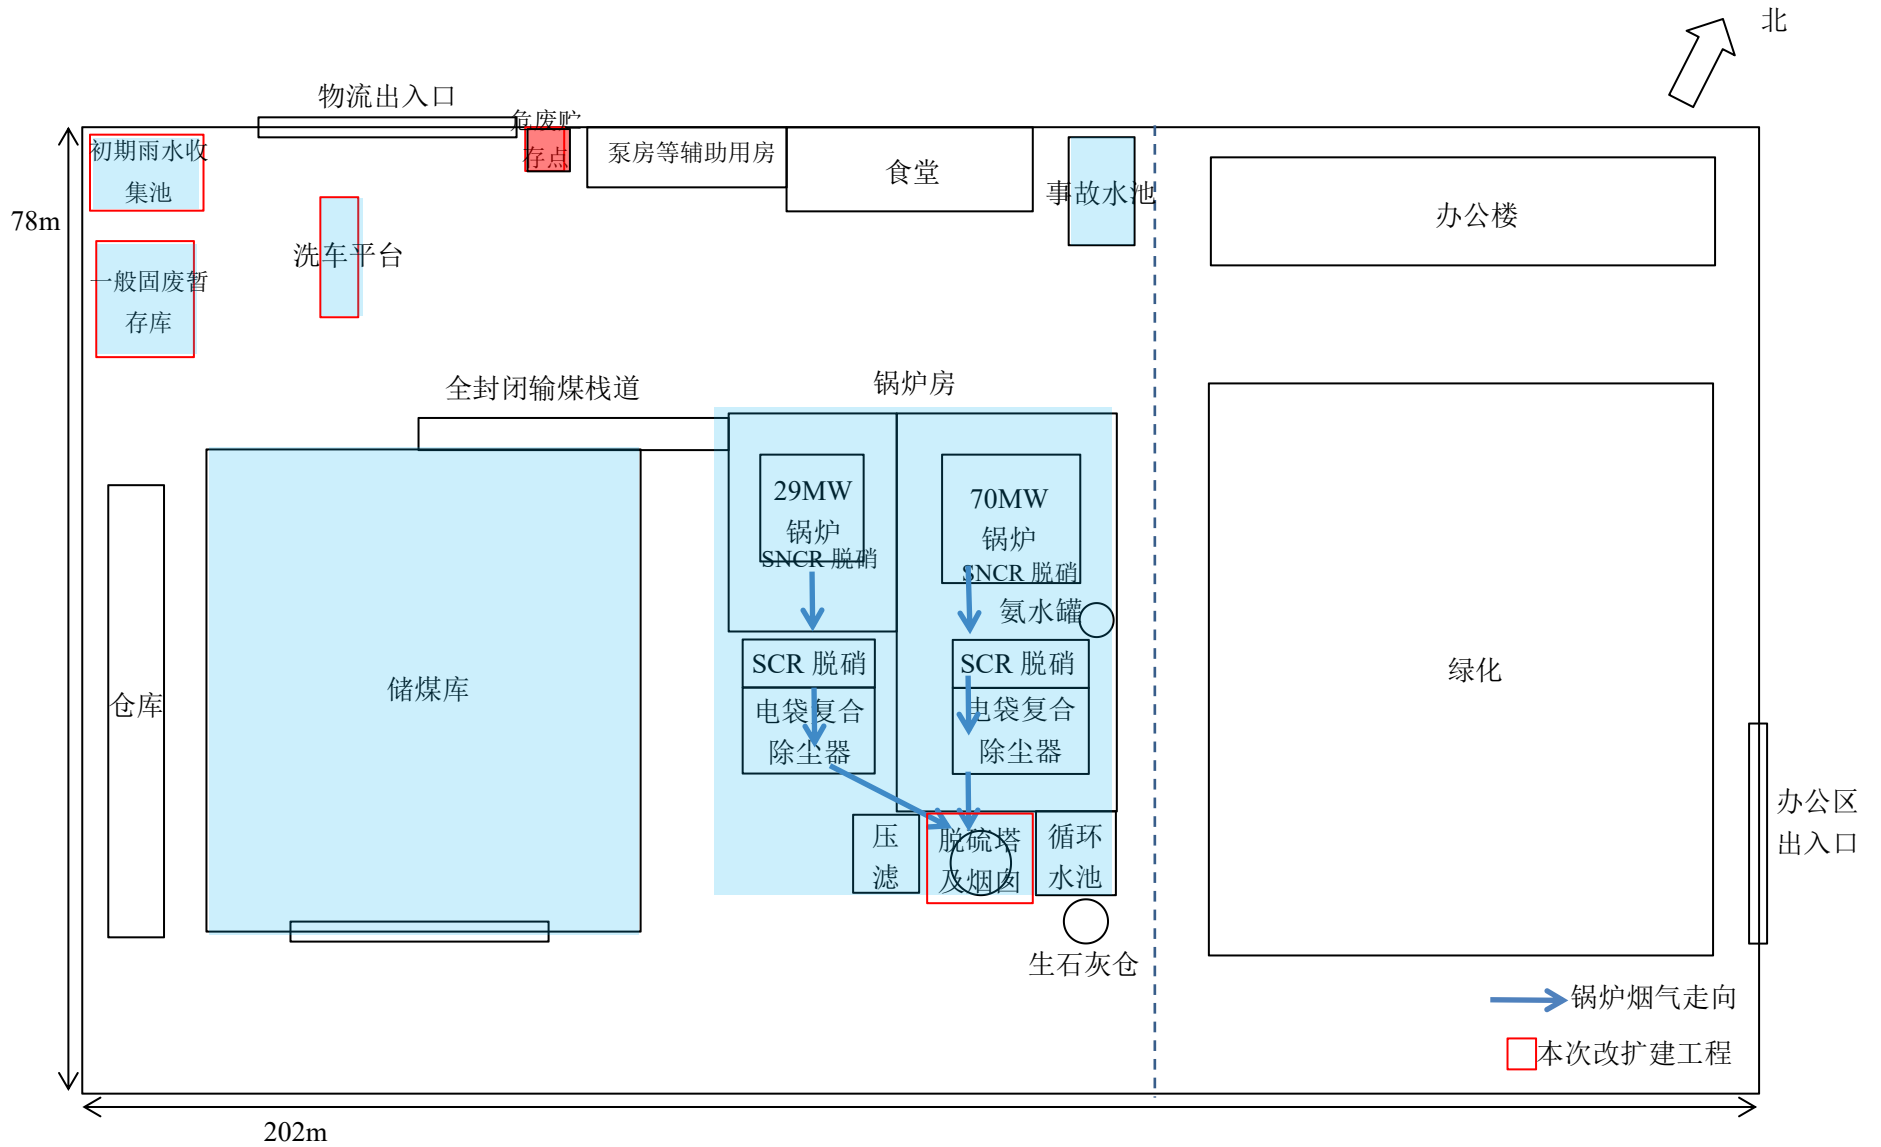 北
物流出入口
危废贮
存点
初期雨水收
集池
泵房等辅助用房
食堂
事故水池
办公楼
78m
洗车平台
一般固废暂
存库
全封闭输煤栈道
锅炉房
29MW
锅炉
SNCR 脱硝
70MW
锅炉
SNCR 脱硝
氨水罐
SCR 脱硝
SCR 脱硝
电袋复合
除尘器
电袋复合
除尘器
仓库
储煤库
绿化
压
滤
脱硫塔
及烟囱
循环
水池
生石灰仓
办公区
出入口
锅炉烟气走向
本次改扩建工程
202m